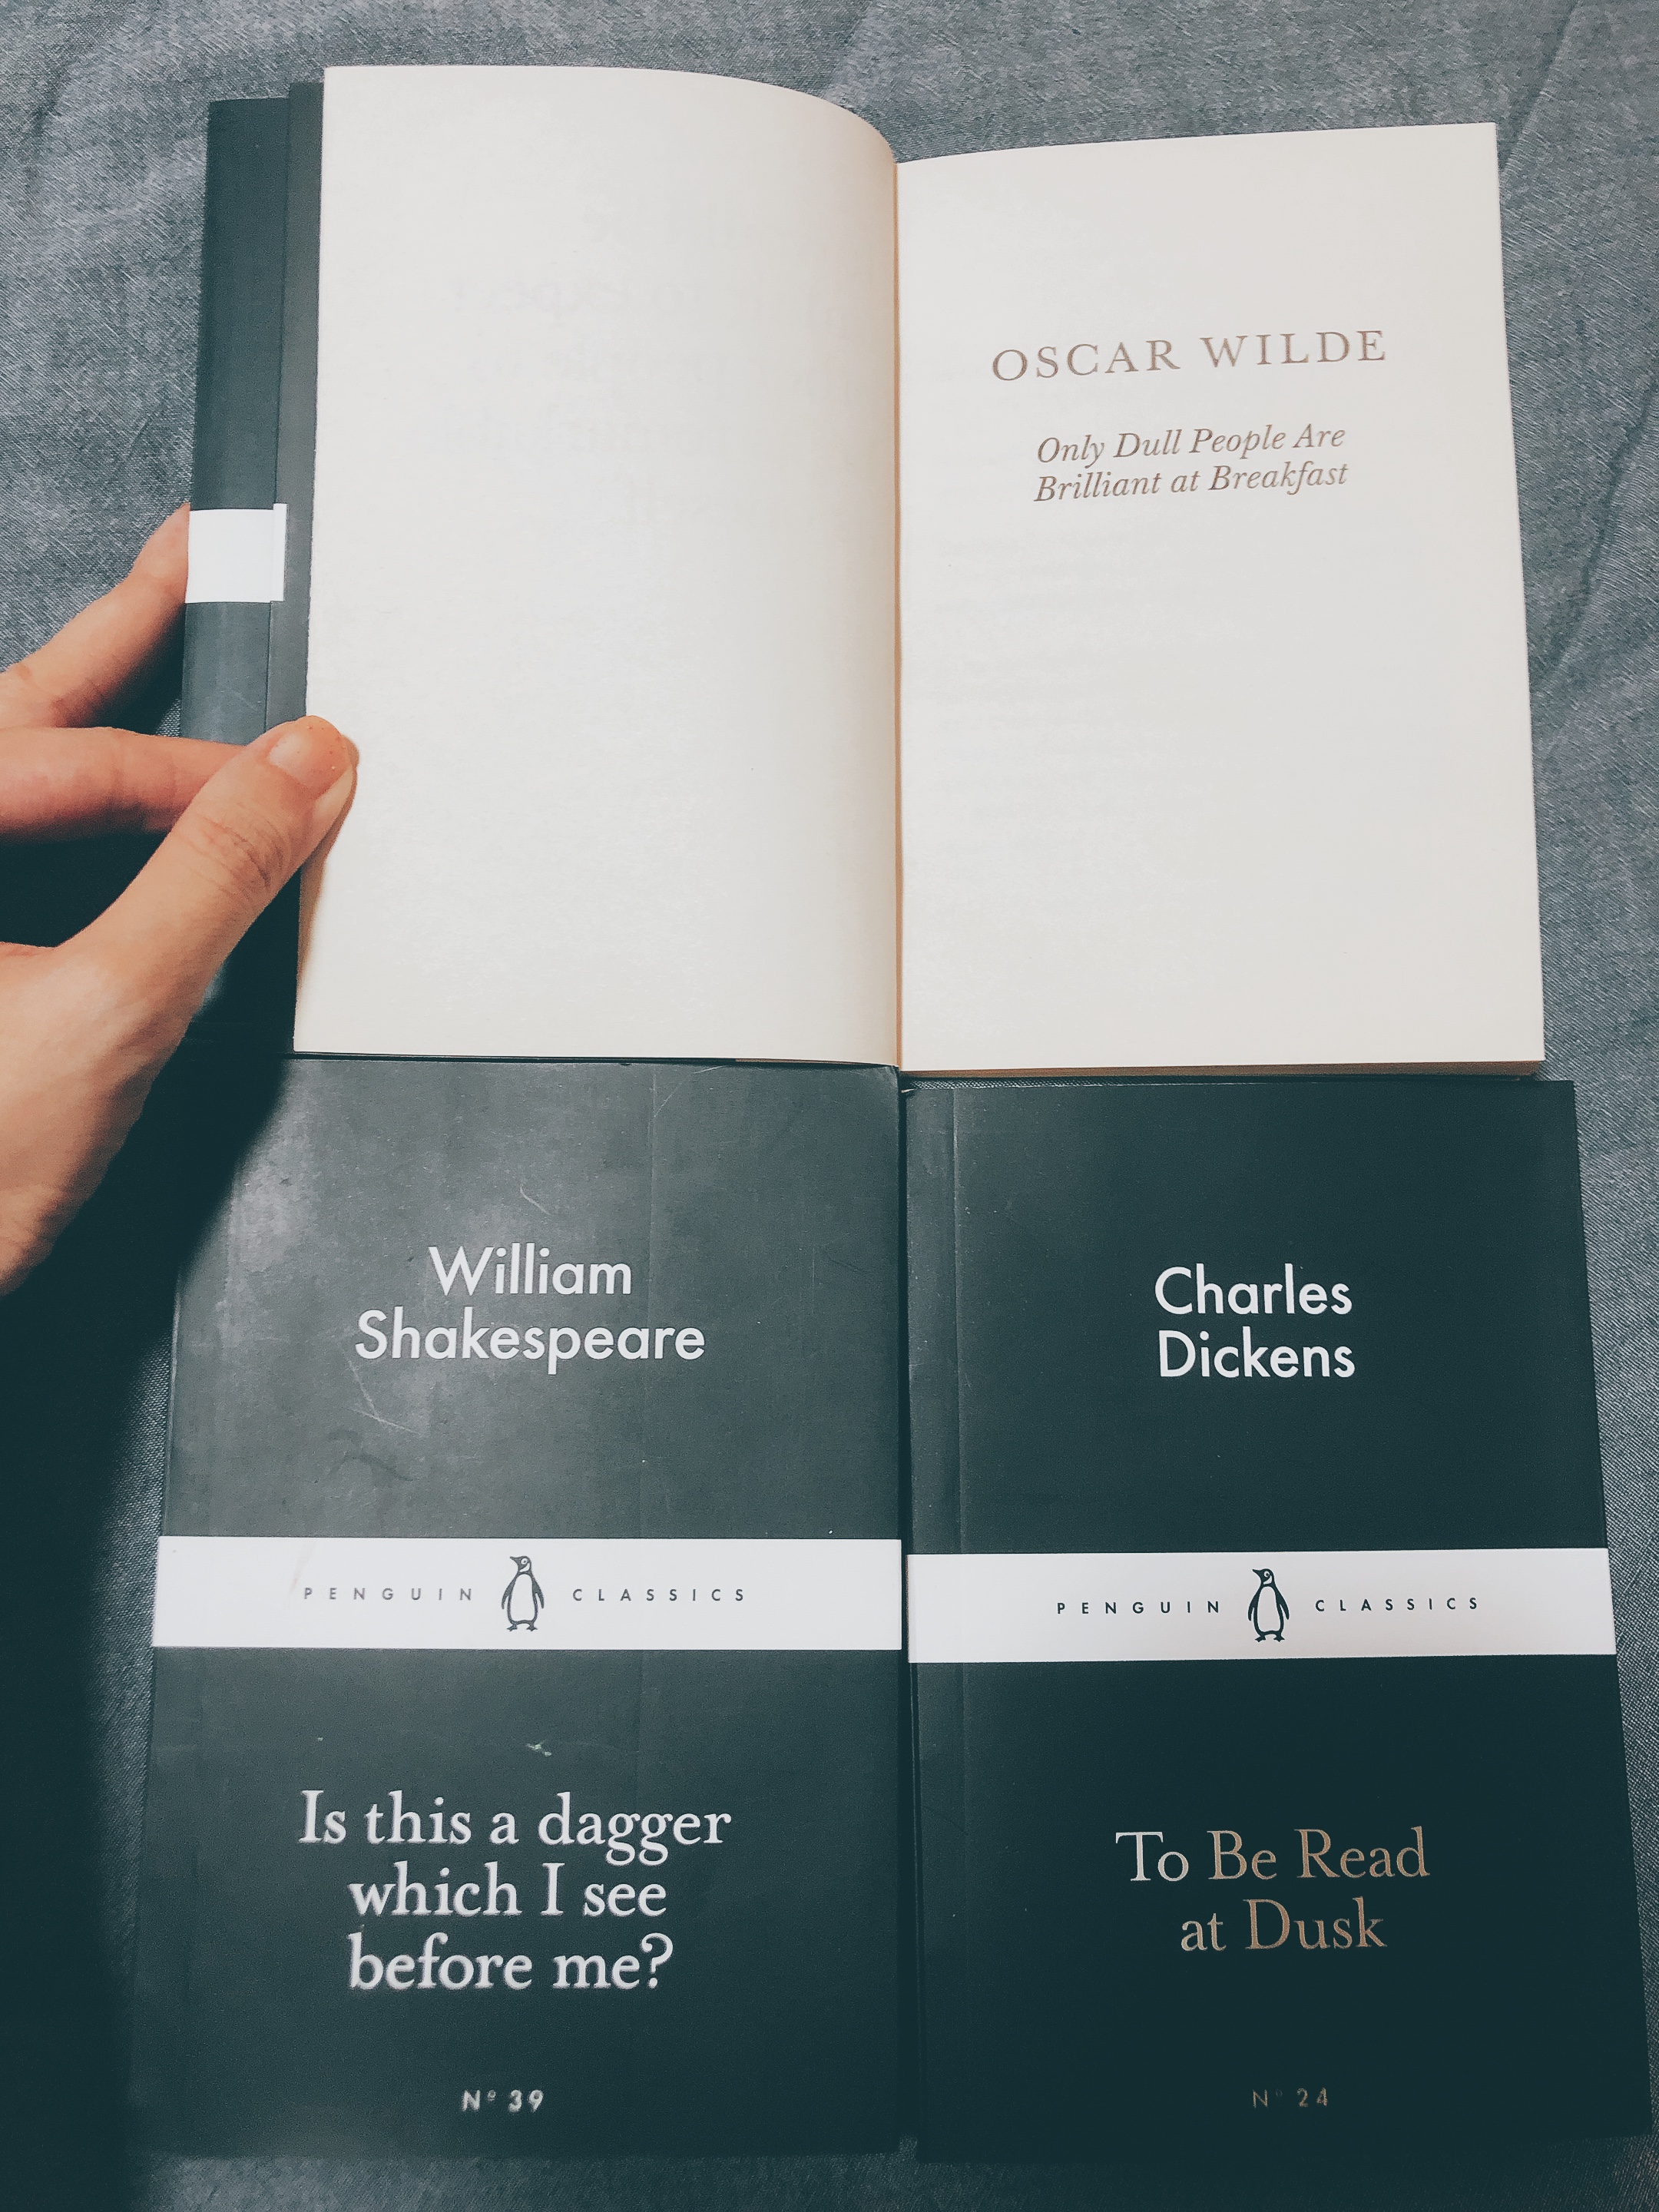 OSCAR WILDE
Only Dull People Are
Brilliant at Breakfast
William
Shakespeare
PENGUIN CLASSICS
Is this a dagger
which I see
before me?
Nº 39
Charles
Dickens
PENGUIN CLASSICS
To Be Read
at Dusk
Nº 24